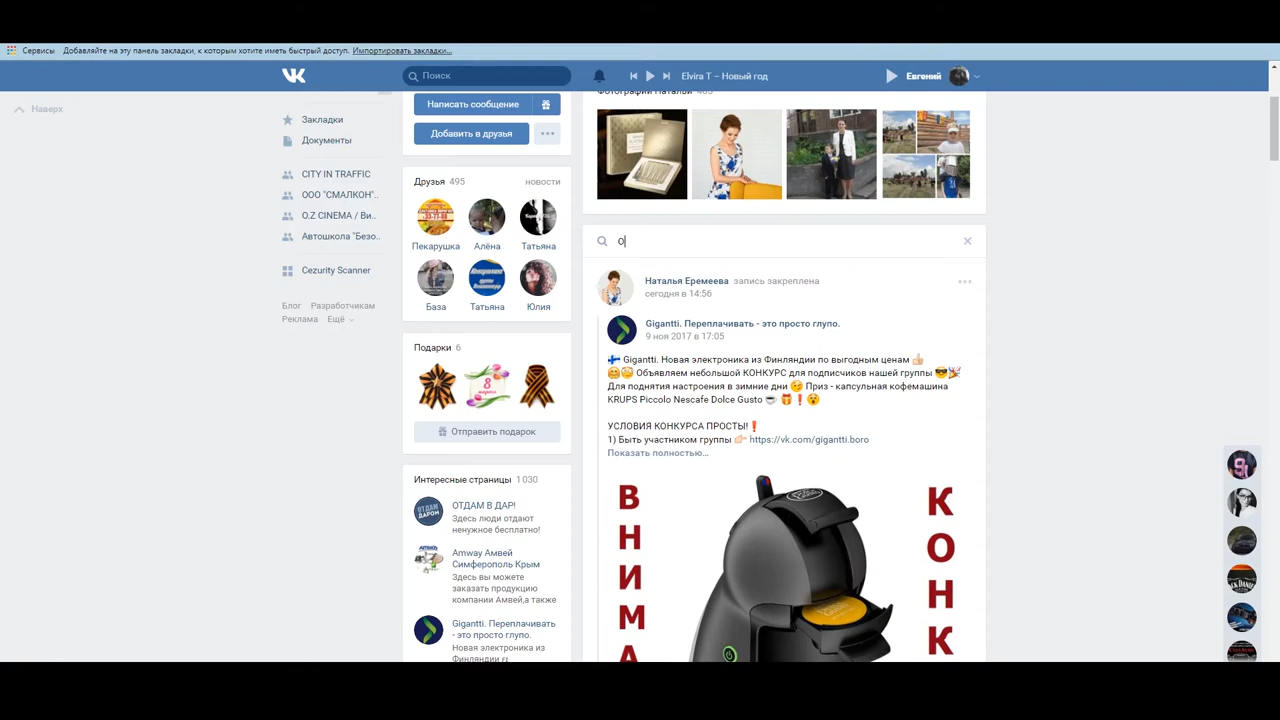 Сервисы Добавляйте на эту панель закладки, к которым хотите иметь быстрый доступ. Импортировать закладки...
Поиск
Elvira T – Новый год
Евгений
Наверх
Закладки
Документы
CITY IN TRAFFIC
ООО "СМАЛКОН"..
O.Z CINEMA / Ви..
Автошкола "Безо..
Cezurity Scanner
Блог Разработчикам
Реклама Ещё
Написать сообщение
Добавить в друзья
Друзья 495 новости
Пекарушка Алёна Татьяна
База Татьяна Юлия
Подарки 6
8
Отправить подарок
Интересные страницы 1 030
ОТДАМ
ДАРОМ
ОТДАМ В ДАР!
Здесь люди отдают
ненужное бесплатно!
Amway Амвей
Симферополь Крым
Здесь вы можете
заказать продукцию
компании Амвей,а также
Gigantti. Переплачивать
- это просто глупо.
Новая электроника из
Финляндии
Фотографии Натальи 465
О
Наталья Еремеева запись закреплена
сегодня в 14:56
Gigantti. Переплачивать - это просто глупо.
9 ноя 2017 в 17:05
Gigantti. Новая электроника из Финляндии по выгодным ценам
Объявляем небольшой КОНКУРС для подписчиков нашей группы
Для поднятия настроения в зимние дни Приз - капсульная кофемашина
KRUPS Piccolo Nescafe Dolce Gusto
УСЛОВИЯ КОНКУРСА ПРОСТЫ!
1) Быть участником группы https://vk.com/gigantti.boro
Показать полностью...
В
Н
И
М
А
К
О
Н
К